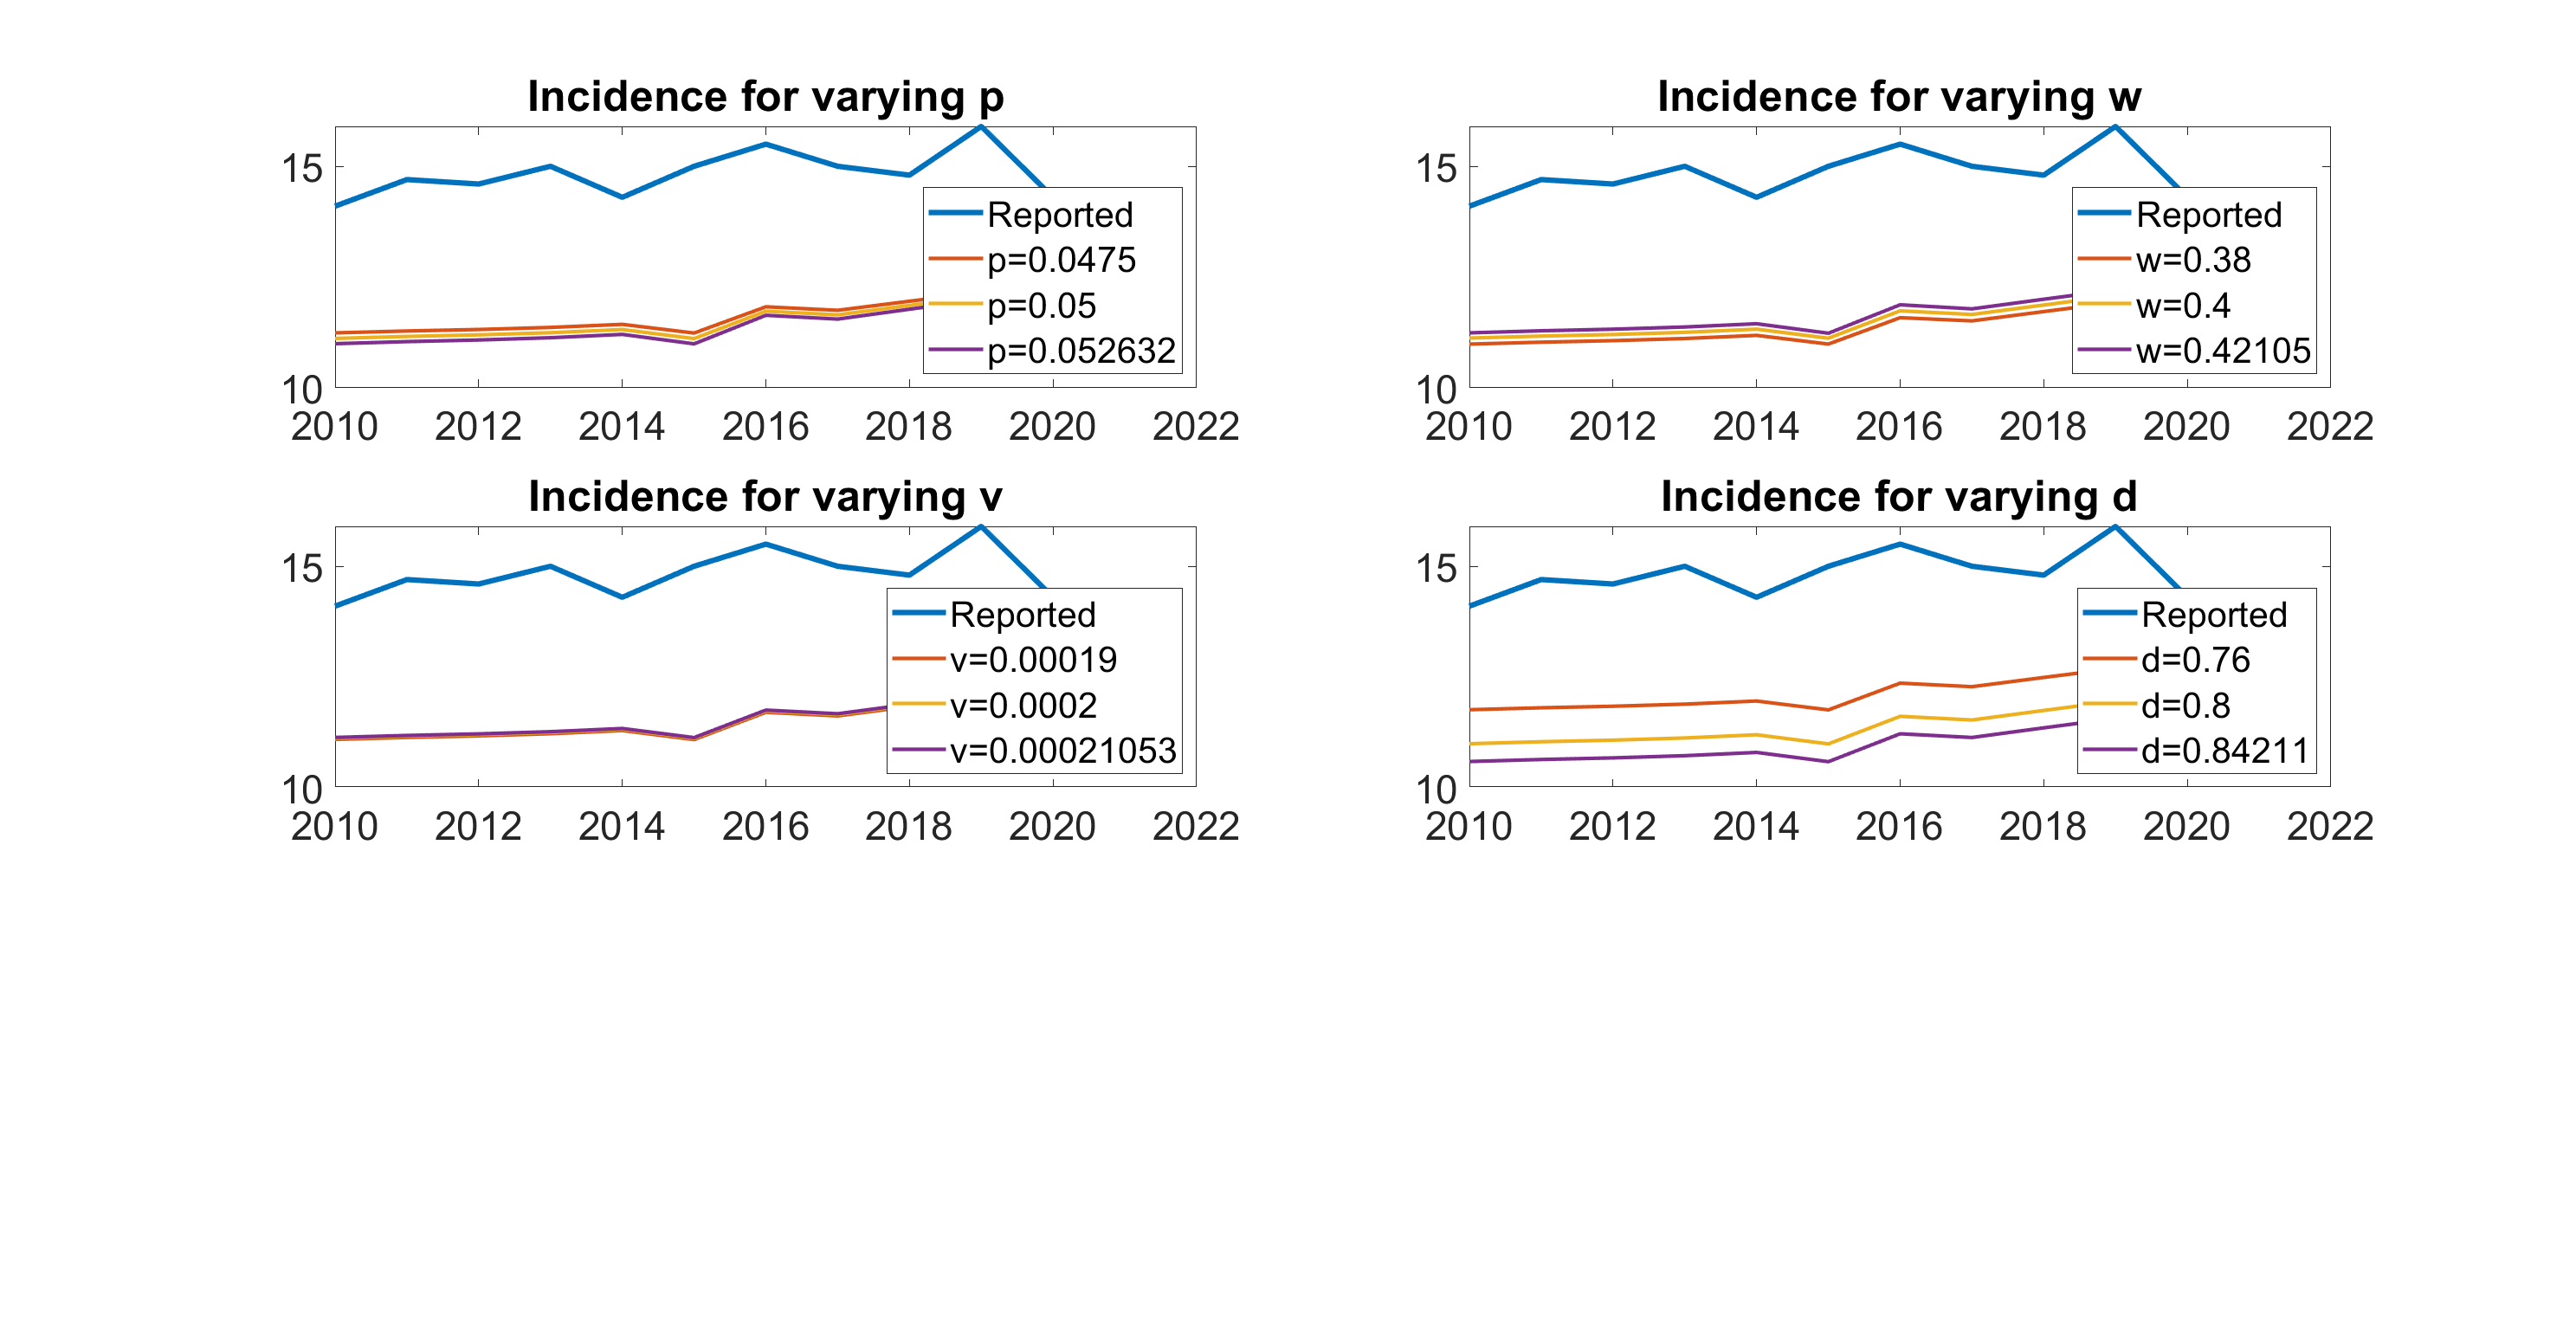 Incidence for varying p
15
10
2010 2012 2014 2016 2018 2020 2022
Reported
p=0.0475
p=0.05
p=0.052632
Incidence for varying w
15
10
2010 2012 2014 2016 2018 2020 2022
Reported
w=0.38
w=0.4
w=0.42105
Incidence for varying v
15
10
2010 2012 2014 2016 2018 2020 2022
Reported
v=0.00019
v=0.0002
v=0.00021053
Incidence for varying d
15
10
2010 2012 2014 2016 2018 2020 2022
Reported
d=0.76
d=0.8
d=0.84211